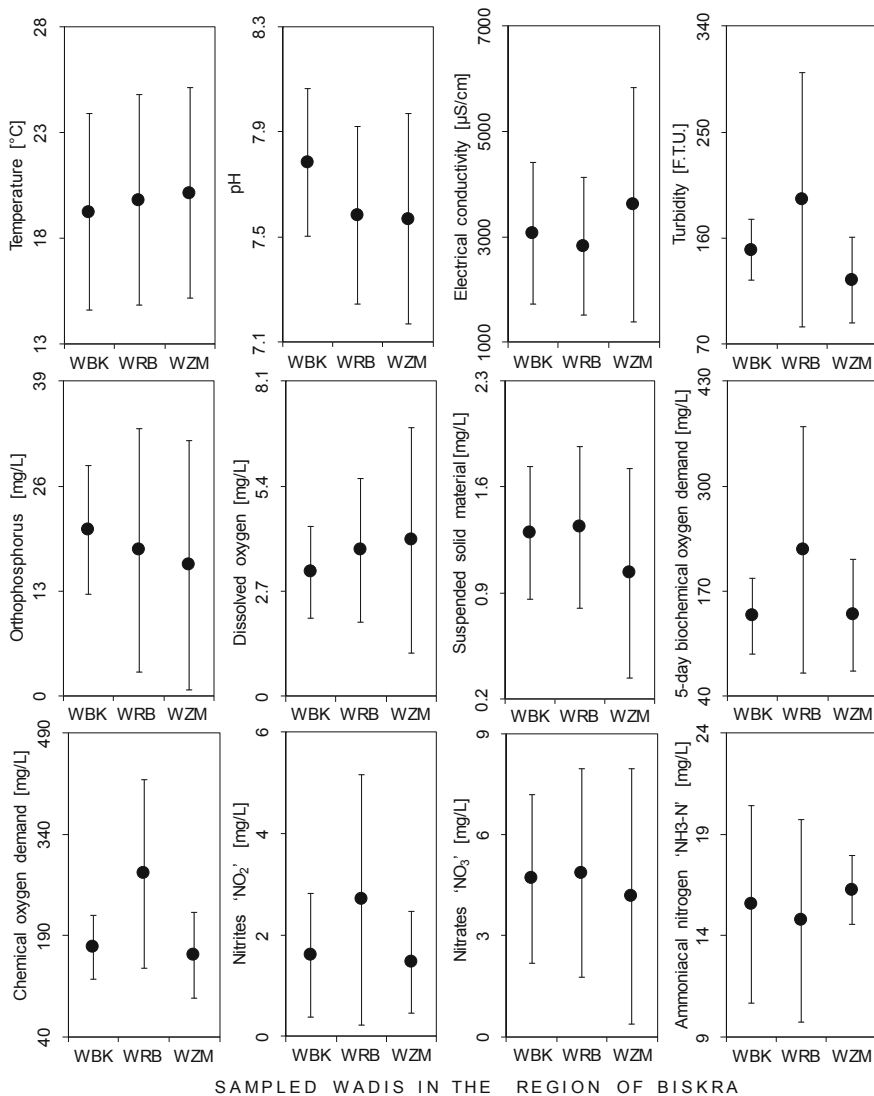 Temperature [°C]
28
23
18
13
WBK WRB WZM
pH
8.3
7.9
7.5
7.1
WBK WRB WZM
Electrical conductivity [µS/cm]
7000
5000
3000
1000
WBK WRB WZM
Turbidity [F.T.U.]
340
250
160
70
WBK WRB WZM
Orthophosphorus [mg/L]
39
26
13
0
WBK WRB WZM
Dissolved oxygen [mg/L]
8.1
5.4
2.7
0
WBK WRB WZM
Suspended solid material [mg/L]
2.3
1.6
0.9
0.2
WBK WRB WZM
5-day biochemical oxygen demand [mg/L]
430
300
170
40
WBK WRB WZM
Chemical oxygen demand [mg/L]
490
340
190
40
WBK WRB WZM
Nitrites ‘NO₂’ [mg/L]
6
4
2
0
WBK WRB WZM
Nitrates ‘NO₃’ [mg/L]
9
6
3
0
WBK WRB WZM
Ammoniacal nitrogen ‘NH3-N’ [mg/L]
24
19
14
9
WBK WRB WZM
SAMPLED WADIS IN THE REGION OF BISKRA